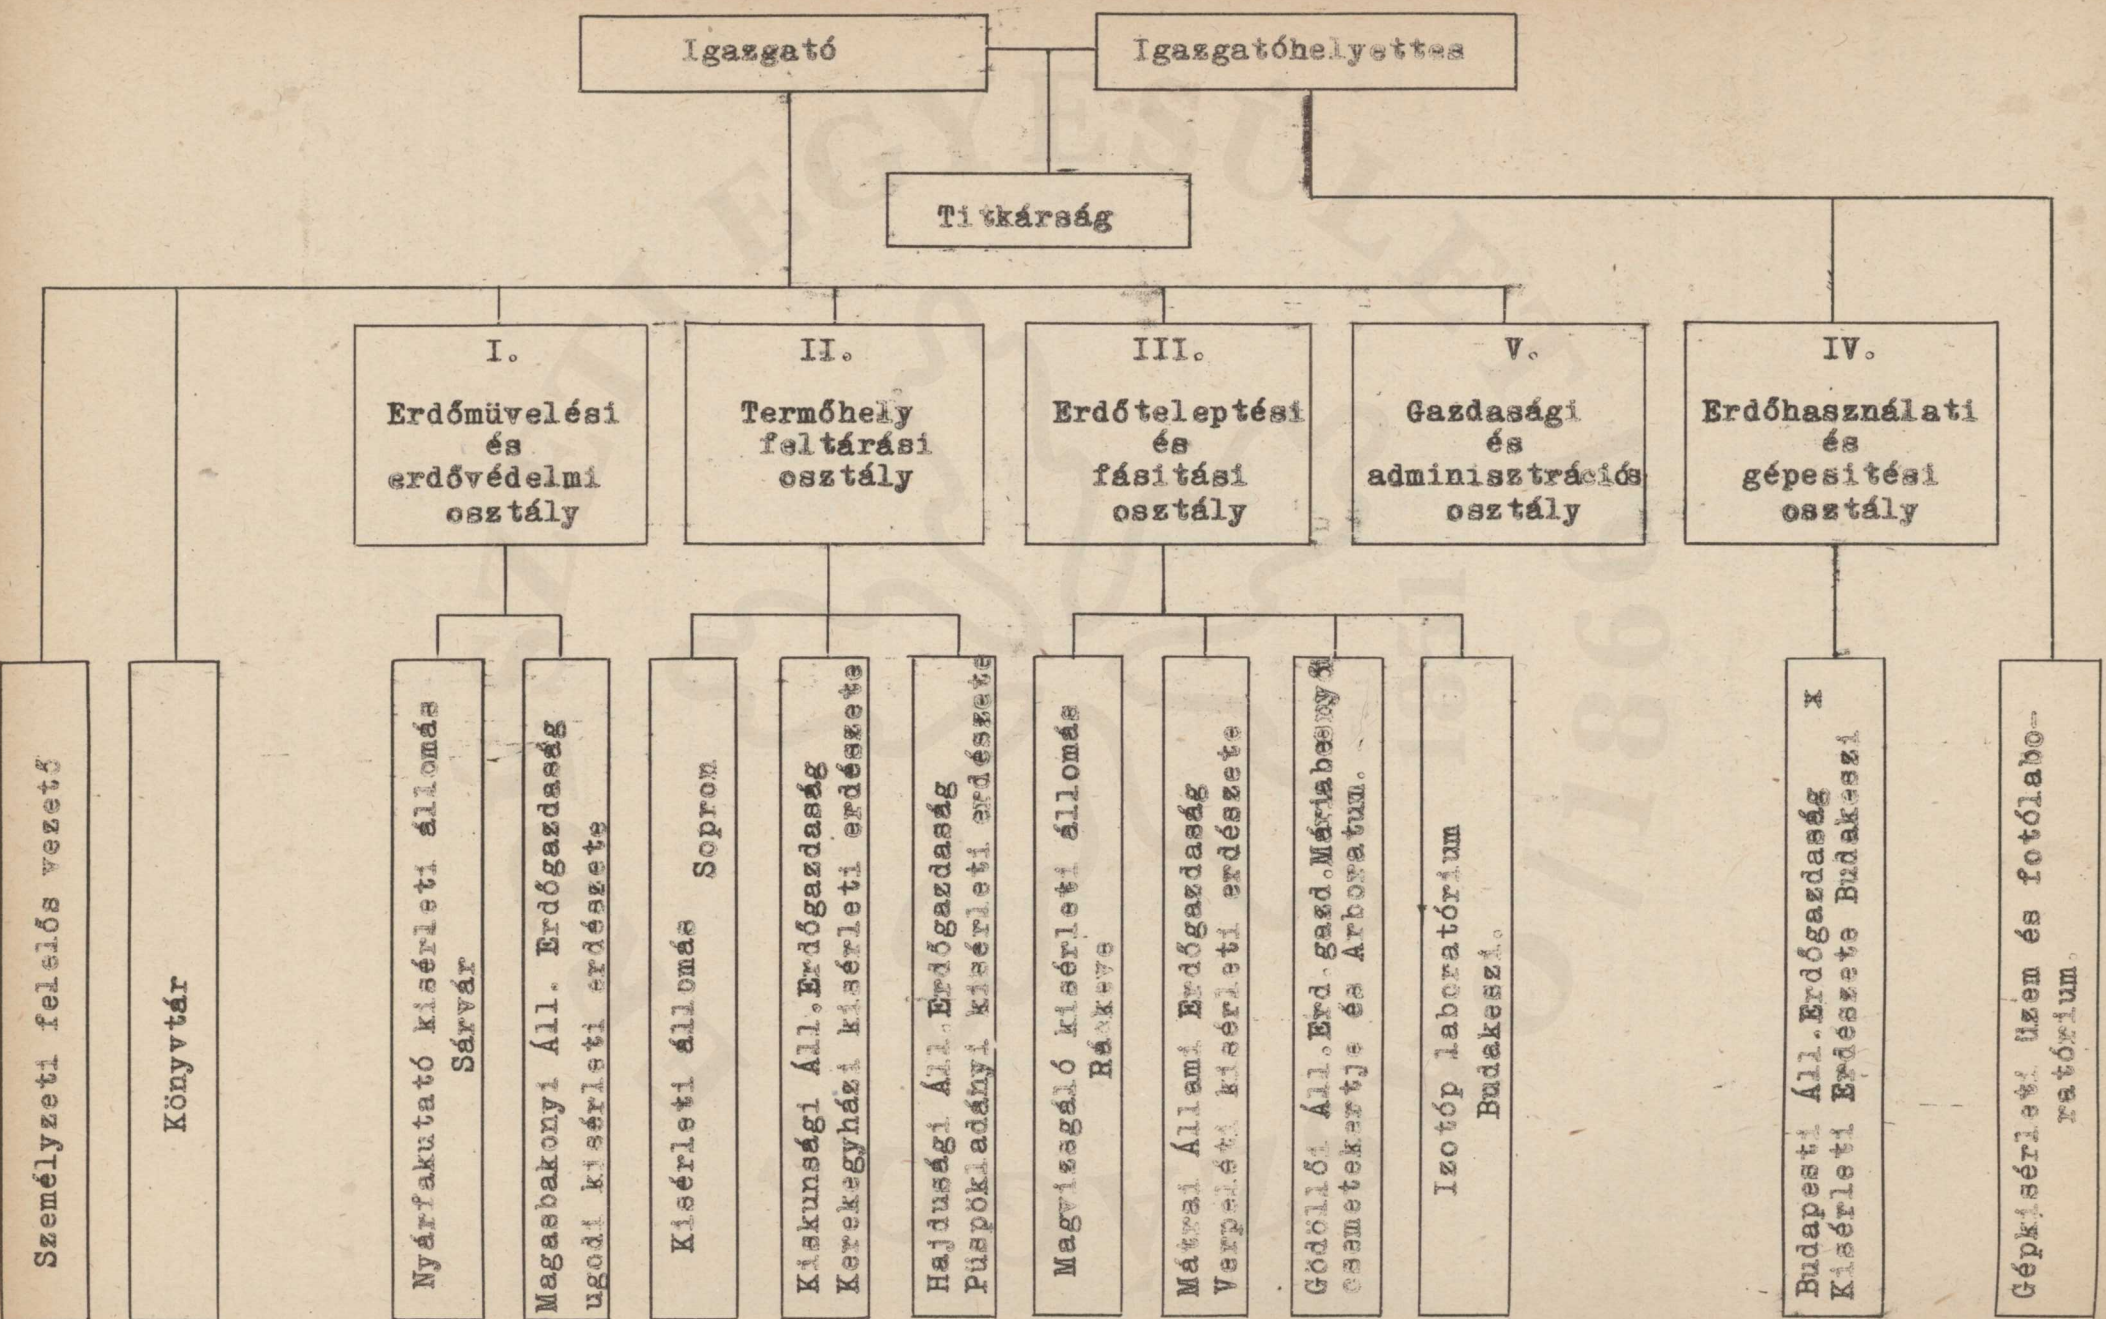 Igazgató
Igazgatóhelyettes
Titkárság
I.
Erdőmüvelési
és
erdővédelmi
osztály
II.
Termőhely
feltárási
osztály
III.
Erdőteleptési
és
fásitási
osztály
V.
Gazdasági
és
adminisztrációs
osztály
IV.
Erdőhasználati
és
gépesitési
osztály
Személyzeti felelős vezető
Könyvtár
Nyárfakutató kisérleti állomás
Sárvár
Magasbakonyi Áll. Erdőgazdaság
ugodi kisérleti erdészete
Kisérleti állomás Sopron
Kiskunsági Áll.Erdőgazdaság
Kerekegyházi kisérleti erdészete
Hajdusági Áll.Erdőgazdaság
Püspökladányi kisérleti erdészete
Magvizsgáló kisérleti állomás
Ráckeve
Mátrai Állami Erdőgazdaság
Verpeléti kisérleti erdészete
Gödöllői Áll.Erd.gazd.Máriabesnyői
csemetekertje és Arboratum.
Izotóp laboratórium
Budakeszi.
Budapesti Áll.Erdőgazdaság x
Kisérleti Erdészete Budakeszi
Gépkisérleti üzem és fotólabo-
ratórium.
EGYESÜLET